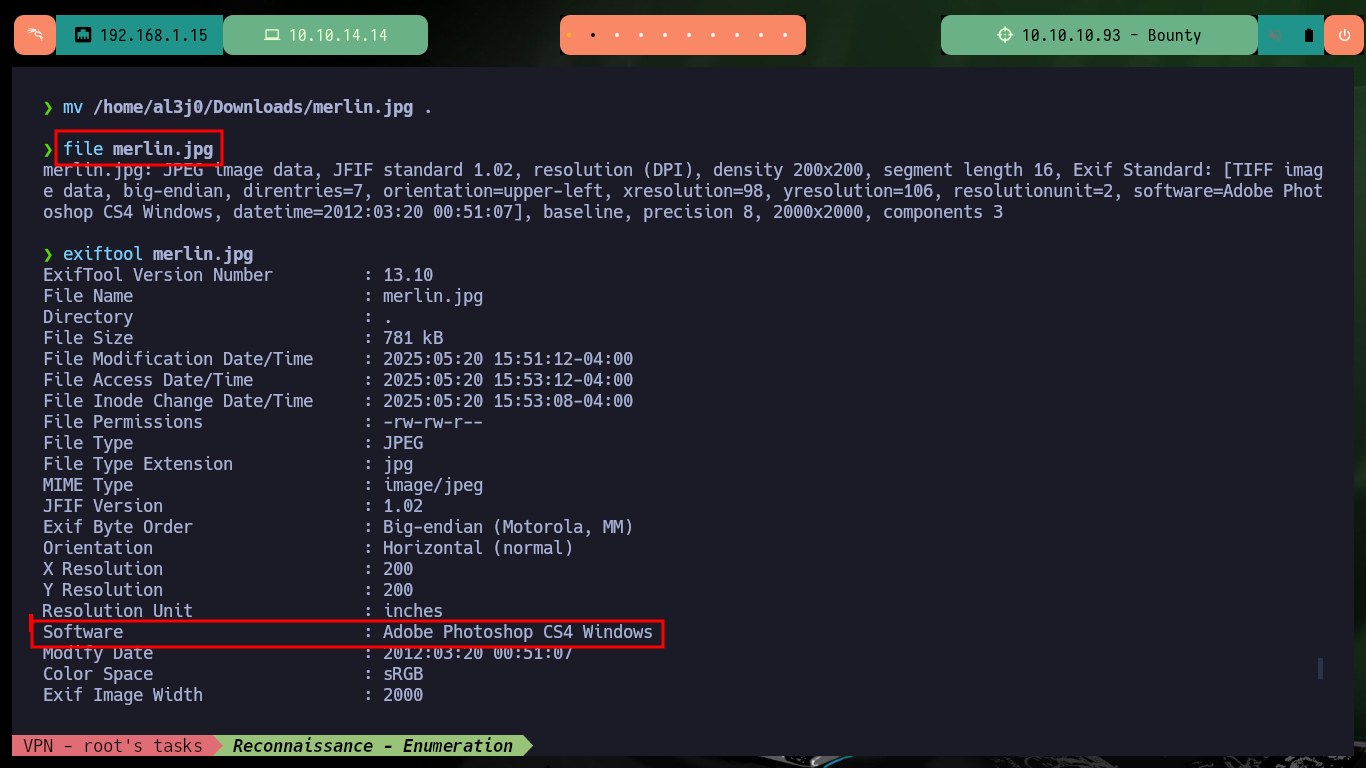 192.168.1.15 10.10.14.14 10.10.10.93 - Bounty
❯ mv /home/al3j0/Downloads/merlin.jpg .
❯ file merlin.jpg
merlin.jpg: JPEG image data, JFIF standard 1.02, resolution (DPI), density 200x200, segment length 16, Exif Standard: [TIFF imag
e data, big-endian, direntries=7, orientation=upper-left, xresolution=98, yresolution=106, resolutionunit=2, software=Adobe Phot
oshop CS4 Windows, datetime=2012:03:20 00:51:07], baseline, precision 8, 2000x2000, components 3
❯ exiftool merlin.jpg
ExifTool Version Number : 13.10
File Name : merlin.jpg
Directory : .
File Size : 781 kB
File Modification Date/Time : 2025:05:20 15:51:12-04:00
File Access Date/Time : 2025:05:20 15:53:12-04:00
File Inode Change Date/Time : 2025:05:20 15:53:08-04:00
File Permissions : -rw-rw-r--
File Type : JPEG
File Type Extension : jpg
MIME Type : image/jpeg
JFIF Version : 1.02
Exif Byte Order : Big-endian (Motorola, MM)
Orientation : Horizontal (normal)
X Resolution : 200
Y Resolution : 200
Resolution Unit : inches
Software : Adobe Photoshop CS4 Windows
Modify Date : 2012:03:20 00:51:07
Color Space : sRGB
Exif Image Width : 2000
VPN - root's tasks Reconnaissance - Enumeration